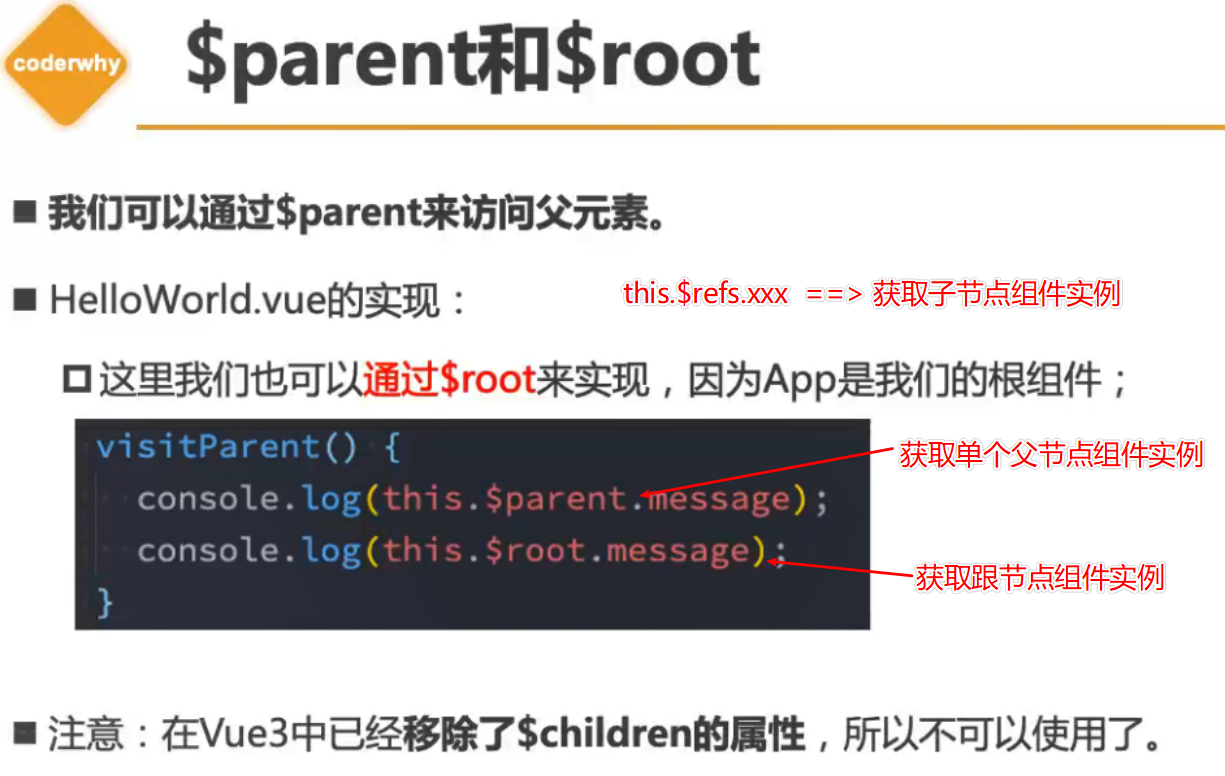 coderwhy
$parent和$root
我们可以通过$parent来访问父元素。
HelloWorld.vue的实现：
this.$refs.xxx ==> 获取子节点组件实例
这里我们也可以通过$root来实现，因为App是我们的根组件；
visitParent() {
console.log(this.$parent.message);
获取单个父节点组件实例
console.log(this.$root.message);
获取跟节点组件实例
}
注意：在Vue3中已经移除了$children的属性，所以不可以使用了。